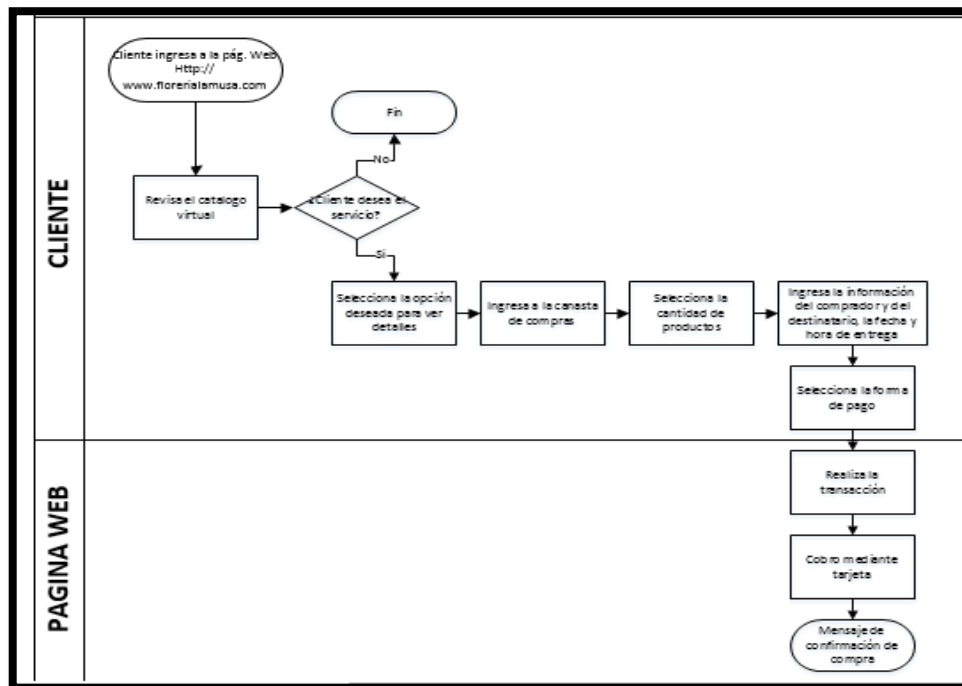 CLIENTE
Cliente ingresa a la pág. Web
Http://
www.florerialamusa.com
Fin
No
Revisa el catalogo
virtual
¿Cliente desea el
servicio?
Si
Selecciona la opción
deseada para ver
detalles
Ingresa a la canasta
de compras
Selecciona la
cantidad de
productos
Ingresa la información
del comprador y del
destinatario, la fecha y
hora de entrega
Selecciona la forma
de pago
PAGINA WEB
Realiza la
transacción
Cobro mediante
tarjeta
Mensaje de
confirmación de
compra